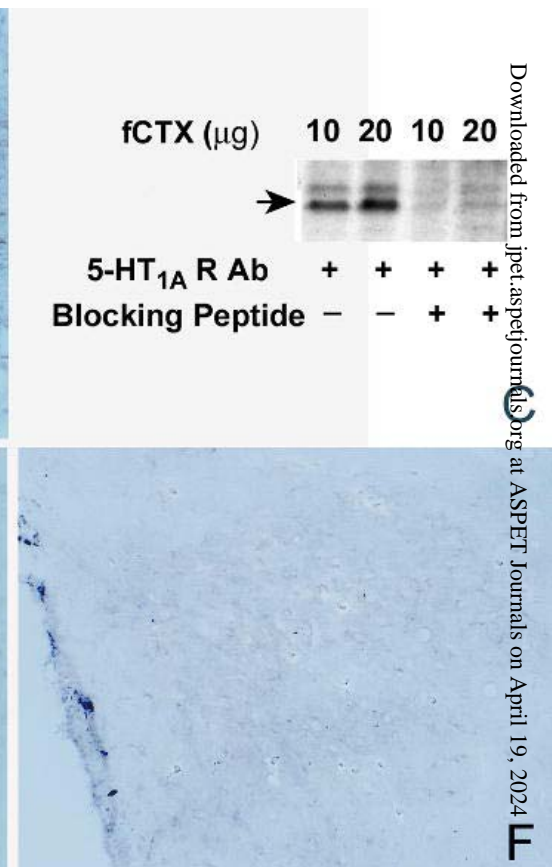 fCTX (μg) 10 20 10 20
5-HT1A R Ab + + + +
Blocking Peptide − − + +
C
F
Downloaded from jpet.aspetjournals.org at ASPET Journals on April 19, 2024